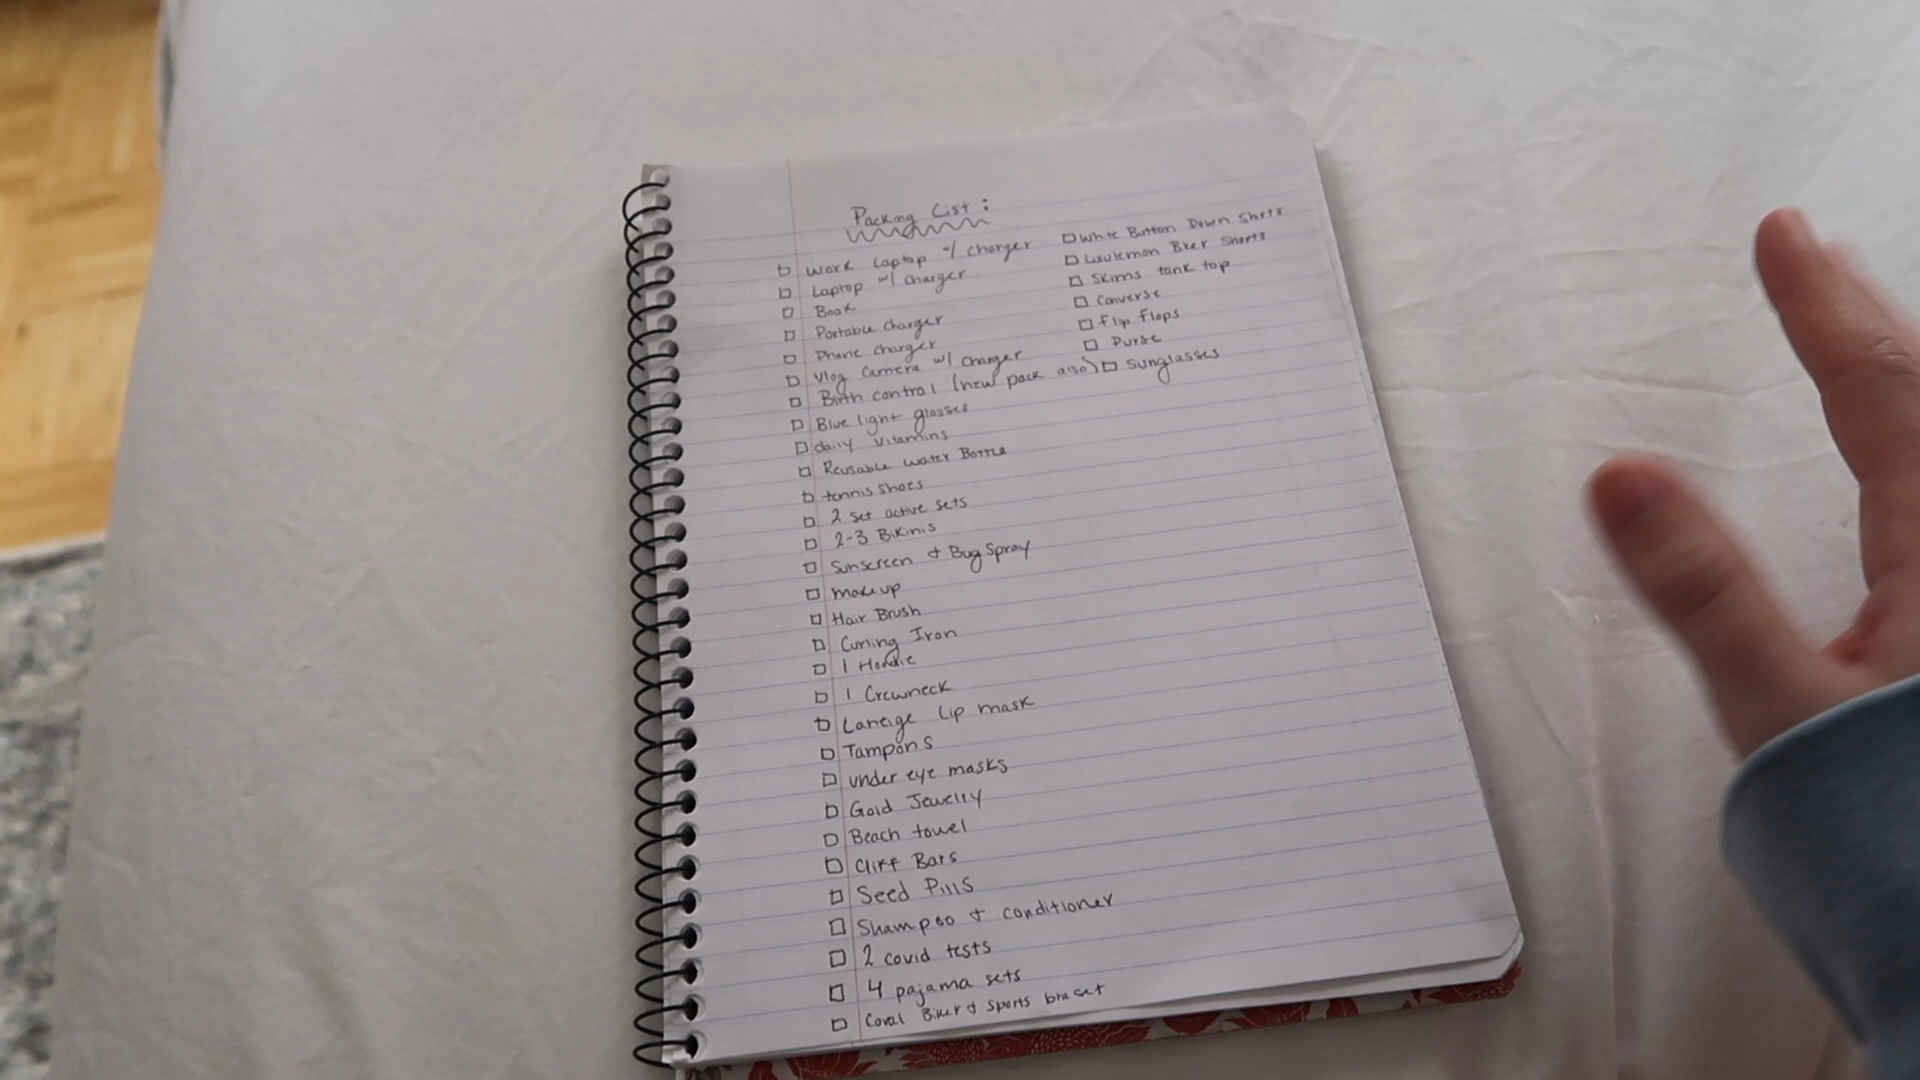 Packing List:
Work Laptop w/ charger
Laptop w/ charger
Book
Portable charger
Phone charger
Vlog Camera w/ charger
Birth control (new pack also)
Blue light glasses
daily vitamins
Reusable water Bottle
tennis shoes
2 set active sets
2-3 Bikinis
Sunscreen + Bug Spray
makeup
Hair Brush
Curling Iron
1 Hoodie
1 Crewneck
Laneige Lip mask
Tampons
under eye masks
Gold Jewelry
Beach towel
Cliff Bars
Seed Pills
Shampoo + conditioner
2 covid tests
4 pajama sets
Coral Biker + sports bra set
White Button Down Shirts
Lululemon Biker Shorts
Skims tank top
Converse
flip flops
Purse
Sunglasses